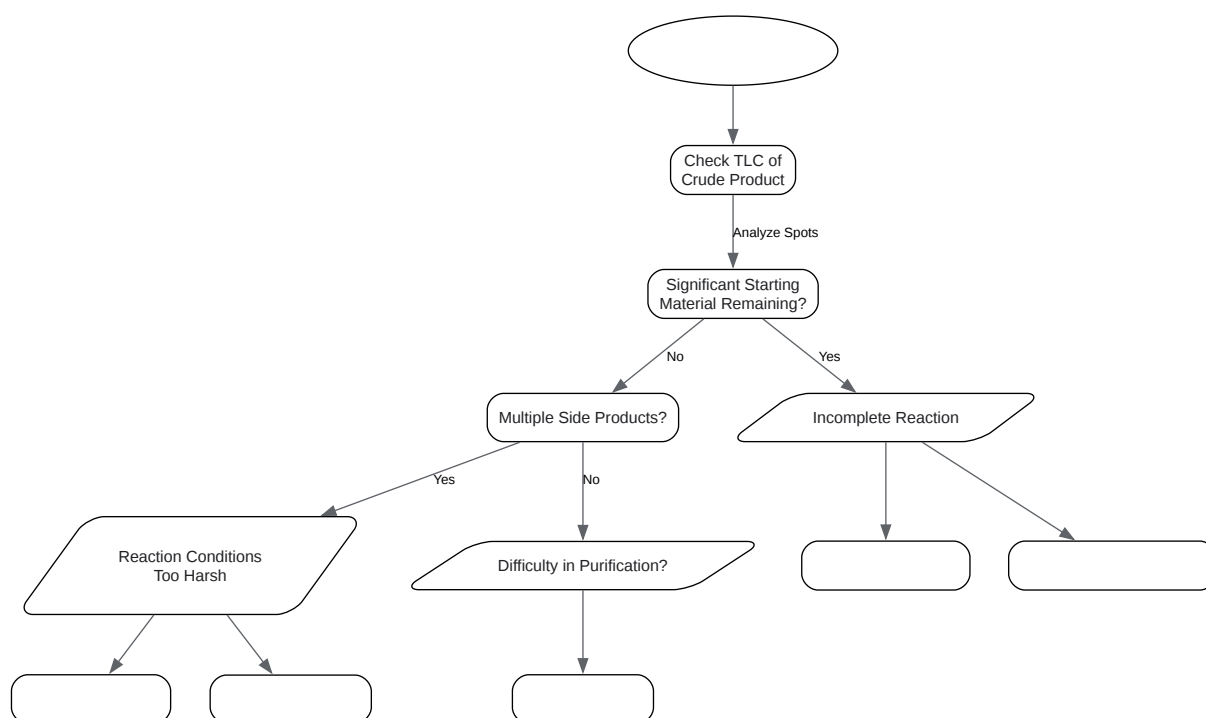 Check TLC of
Crude Product
Analyze Spots
Significant Starting
Material Remaining?
No
Yes
Multiple Side Products?
Incomplete Reaction
Yes
No
Reaction Conditions
Too Harsh
Difficulty in Purification?